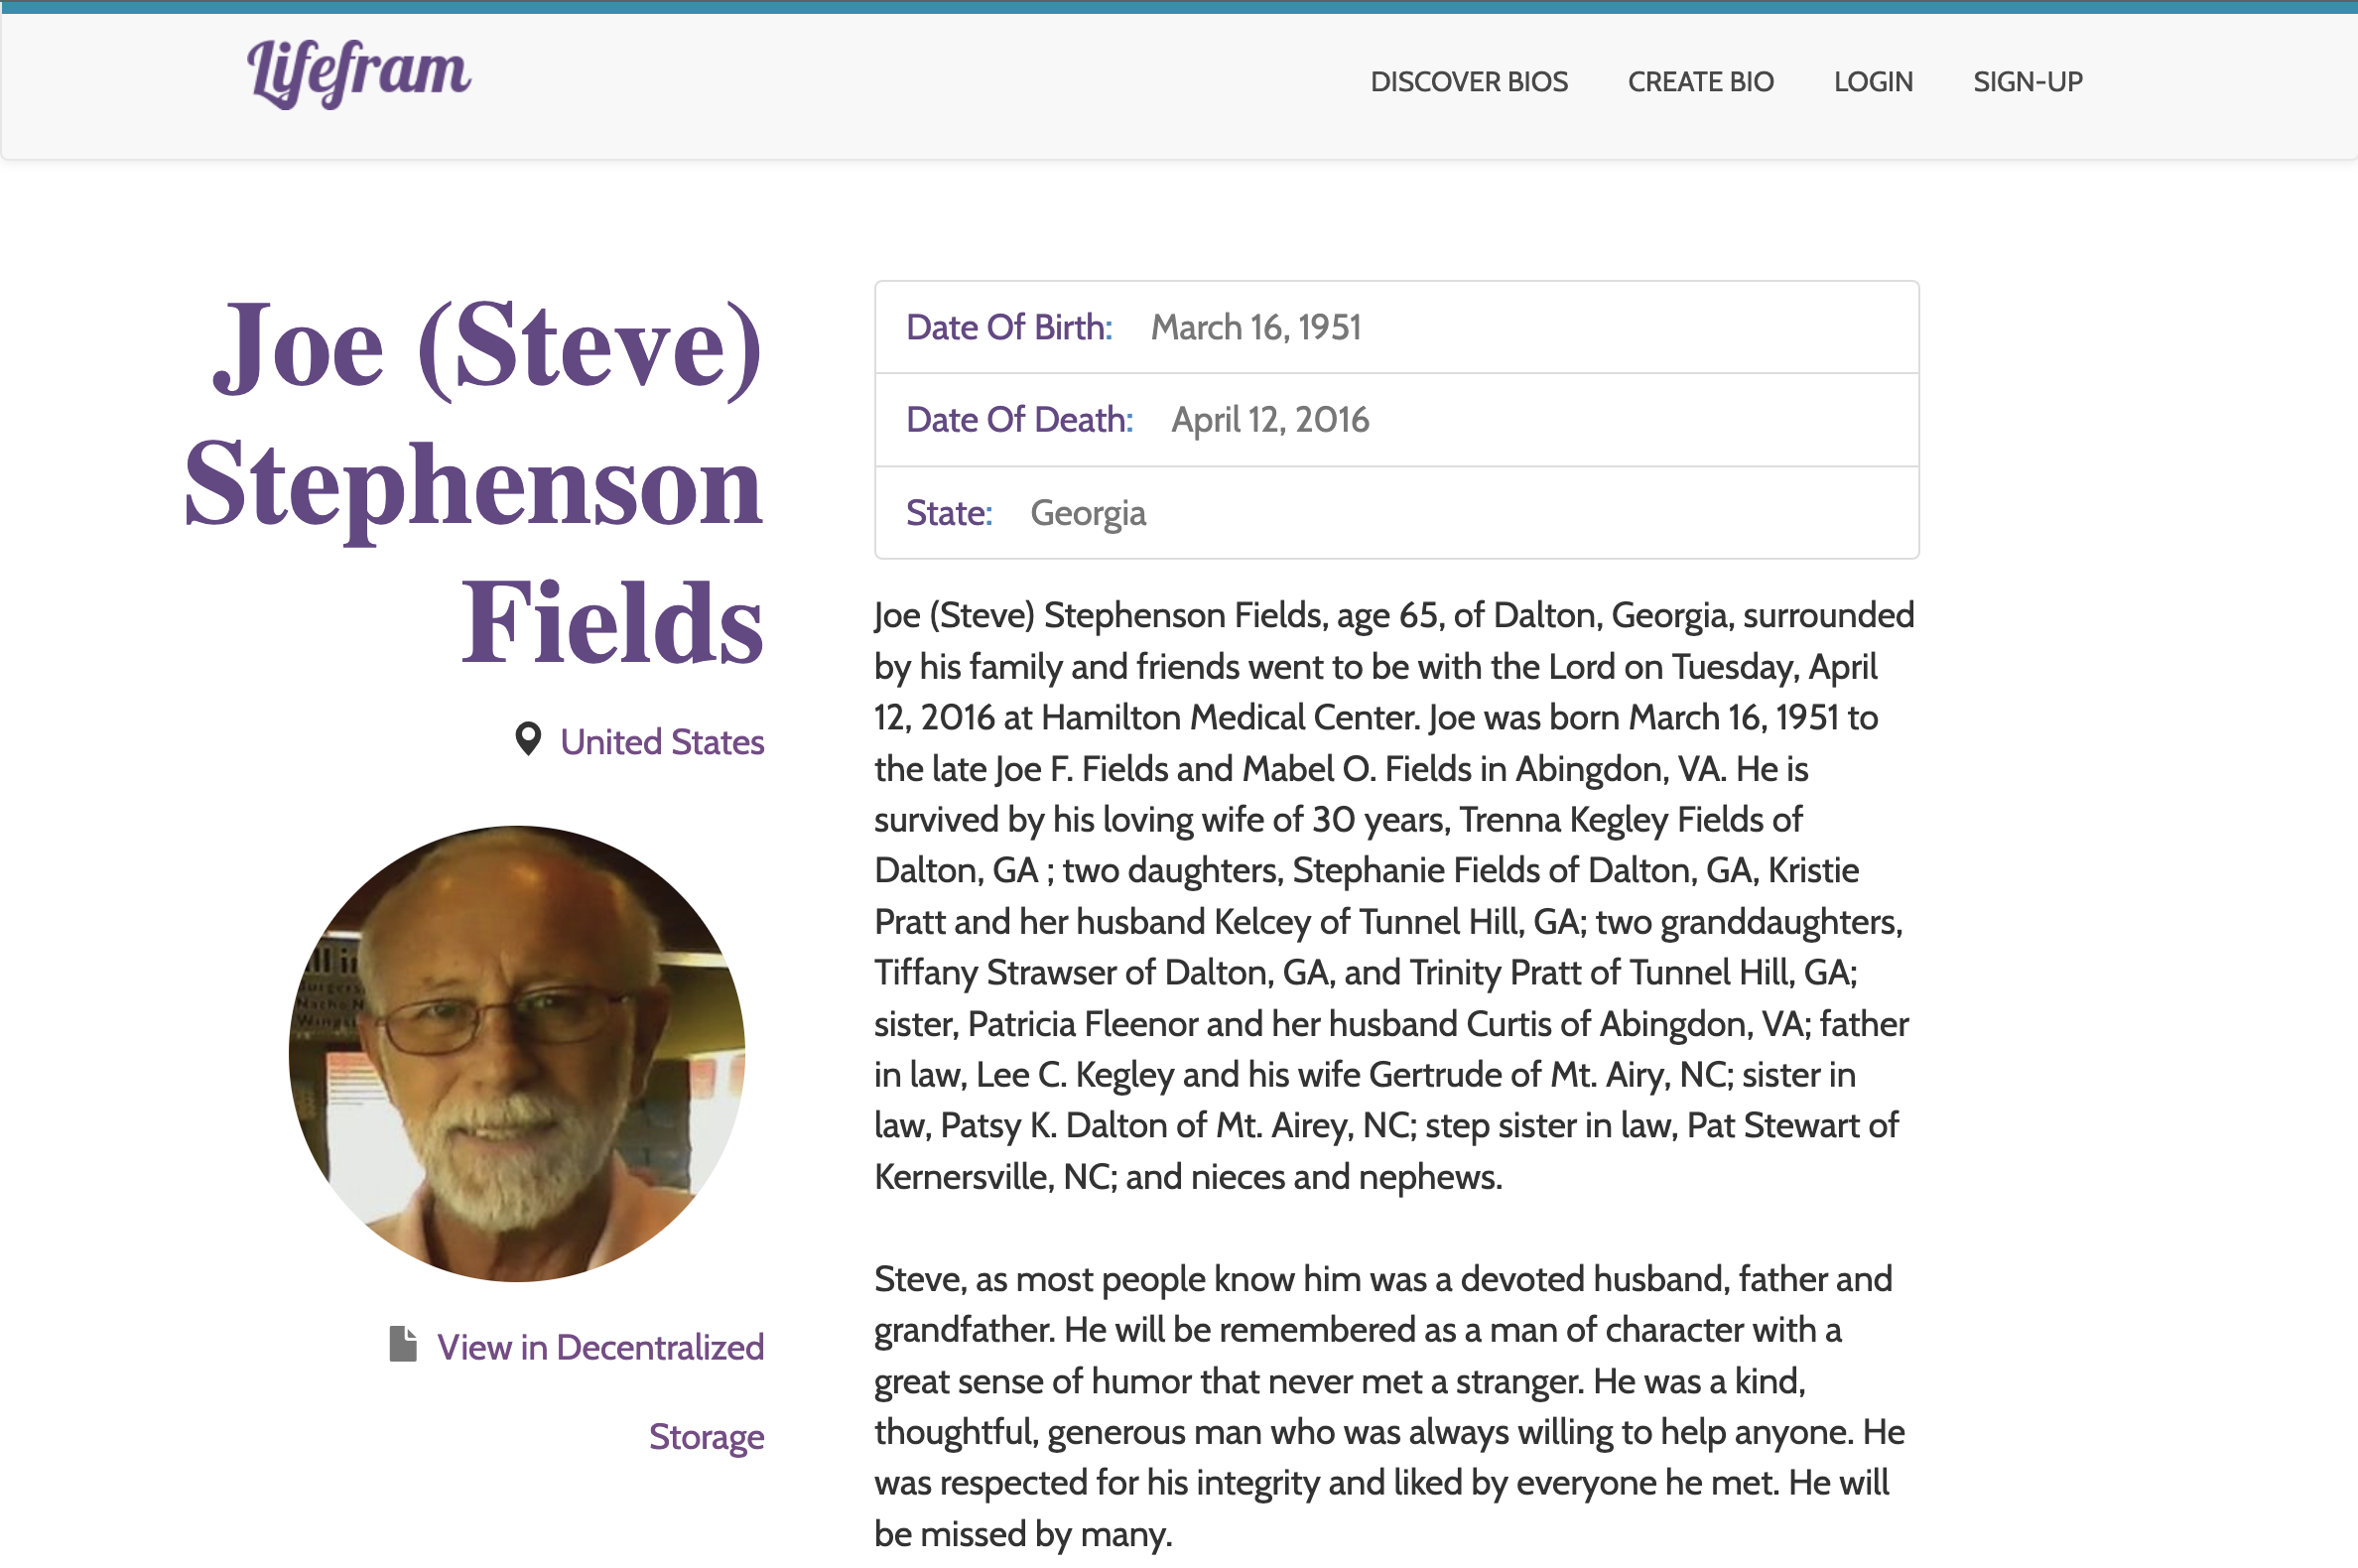 Lifefram
DISCOVER BIOS
CREATE BIO
LOGIN
SIGN-UP
Joe (Steve)
Stephenson
Fields
United States
ll in
Burgers
Nacho N
Wings
View in Decentralized
Storage
Date Of Birth: March 16, 1951
Date Of Death: April 12, 2016
State: Georgia
Joe (Steve) Stephenson Fields, age 65, of Dalton, Georgia, surrounded
by his family and friends went to be with the Lord on Tuesday, April
12, 2016 at Hamilton Medical Center. Joe was born March 16, 1951 to
the late Joe F. Fields and Mabel O. Fields in Abingdon, VA. He is
survived by his loving wife of 30 years, Trenna Kegley Fields of
Dalton, GA ; two daughters, Stephanie Fields of Dalton, GA, Kristie
Pratt and her husband Kelcey of Tunnel Hill, GA; two granddaughters,
Tiffany Strawser of Dalton, GA, and Trinity Pratt of Tunnel Hill, GA;
sister, Patricia Fleenor and her husband Curtis of Abingdon, VA; father
in law, Lee C. Kegley and his wife Gertrude of Mt. Airy, NC; sister in
law, Patsy K. Dalton of Mt. Airey, NC; step sister in law, Pat Stewart of
Kernersville, NC; and nieces and nephews.
Steve, as most people know him was a devoted husband, father and
grandfather. He will be remembered as a man of character with a
great sense of humor that never met a stranger. He was a kind,
thoughtful, generous man who was always willing to help anyone. He
was respected for his integrity and liked by everyone he met. He will
be missed by many.